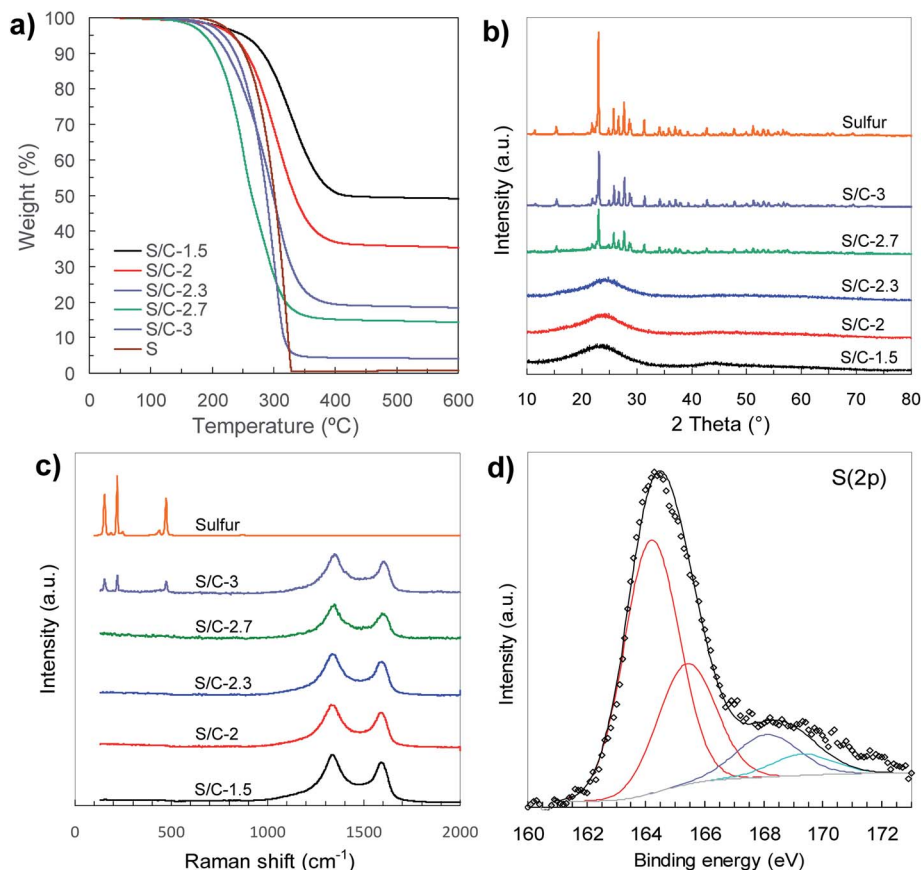 a)
100
90
80
70
60
50
40
30
20
10
0
Weight (%)
S/C-1.5
S/C-2
S/C-2.3
S/C-2.7
S/C-3
S
0 100 200 300 400 500 600
Temperature (ºC)
b)
Intensity (a.u.)
Sulfur
S/C-3
S/C-2.7
S/C-2.3
S/C-2
S/C-1.5
10 20 30 40 50 60 70 80
2 Theta (°)
c)
Intensity (a.u.)
Sulfur
S/C-3
S/C-2.7
S/C-2.3
S/C-2
S/C-1.5
0 500 1000 1500 2000
Raman shift (cm⁻¹)
d)
S(2p)
Intensity (a.u.)
160 162 164 166 168 170 172
Binding energy (eV)